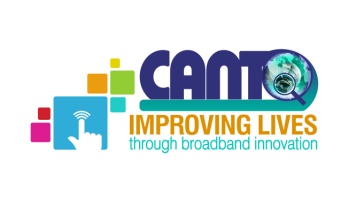 CANTO
IMPROVING LIVES
through broadband innovation